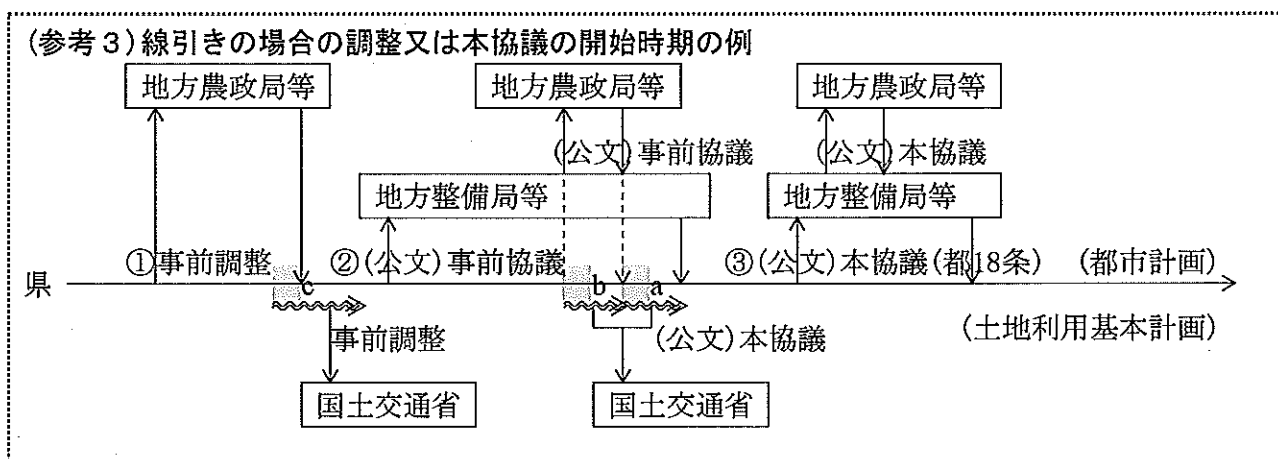 (参考3)線引きの場合の調整又は本協議の開始時期の例
地方農政局等
地方農政局等
地方農政局等
(公文)事前協議
(公文)本協議
地方整備局等
地方整備局等
①事前調整
②(公文)事前協議
③(公文)本協議(都18条)
(都市計画)
県
c
b
a
事前調整
(公文)本協議
(土地利用基本計画)
国土交通省
国土交通省